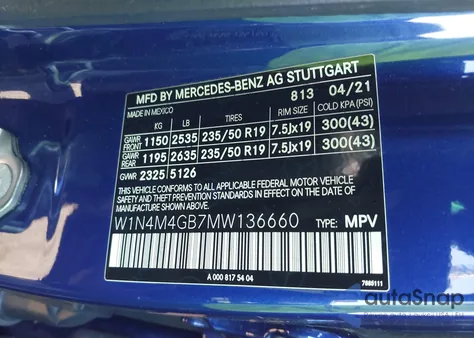 MFD BY MERCEDES-BENZ AG STUTTGART
MADE IN MEXICO 813 04/21
KG LB TIRES RIM SIZE COLD KPA (PSI)
GAWR FRONT 1150 2535 235/50 R19 7.5Jx19 300(43)
GAWR REAR 1195 2635 235/50 R19 7.5Jx19 300(43)
GVWR 2325 5126
THIS VEHICLE CONFORMS TO ALL APPLICABLE FEDERAL MOTOR VEHICLE
SAFETY AND THEFT PREVENTION STANDARDS IN EFFECT ON THE DATE OF
MANUFACTURE SHOWN ABOVE.
W1N4M4GB7MW136660 TYPE: MPV
A 000 817 54 04
autoSnap